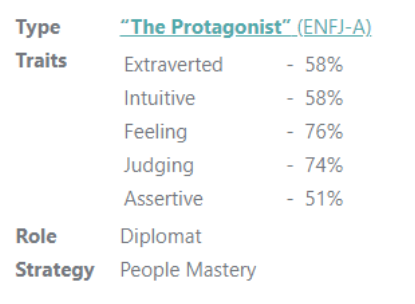 Type “The Protagonist” (ENFJ-A)
Traits Extraverted - 58%
Intuitive - 58%
Feeling - 76%
Judging - 74%
Assertive - 51%
Role Diplomat
Strategy People Mastery